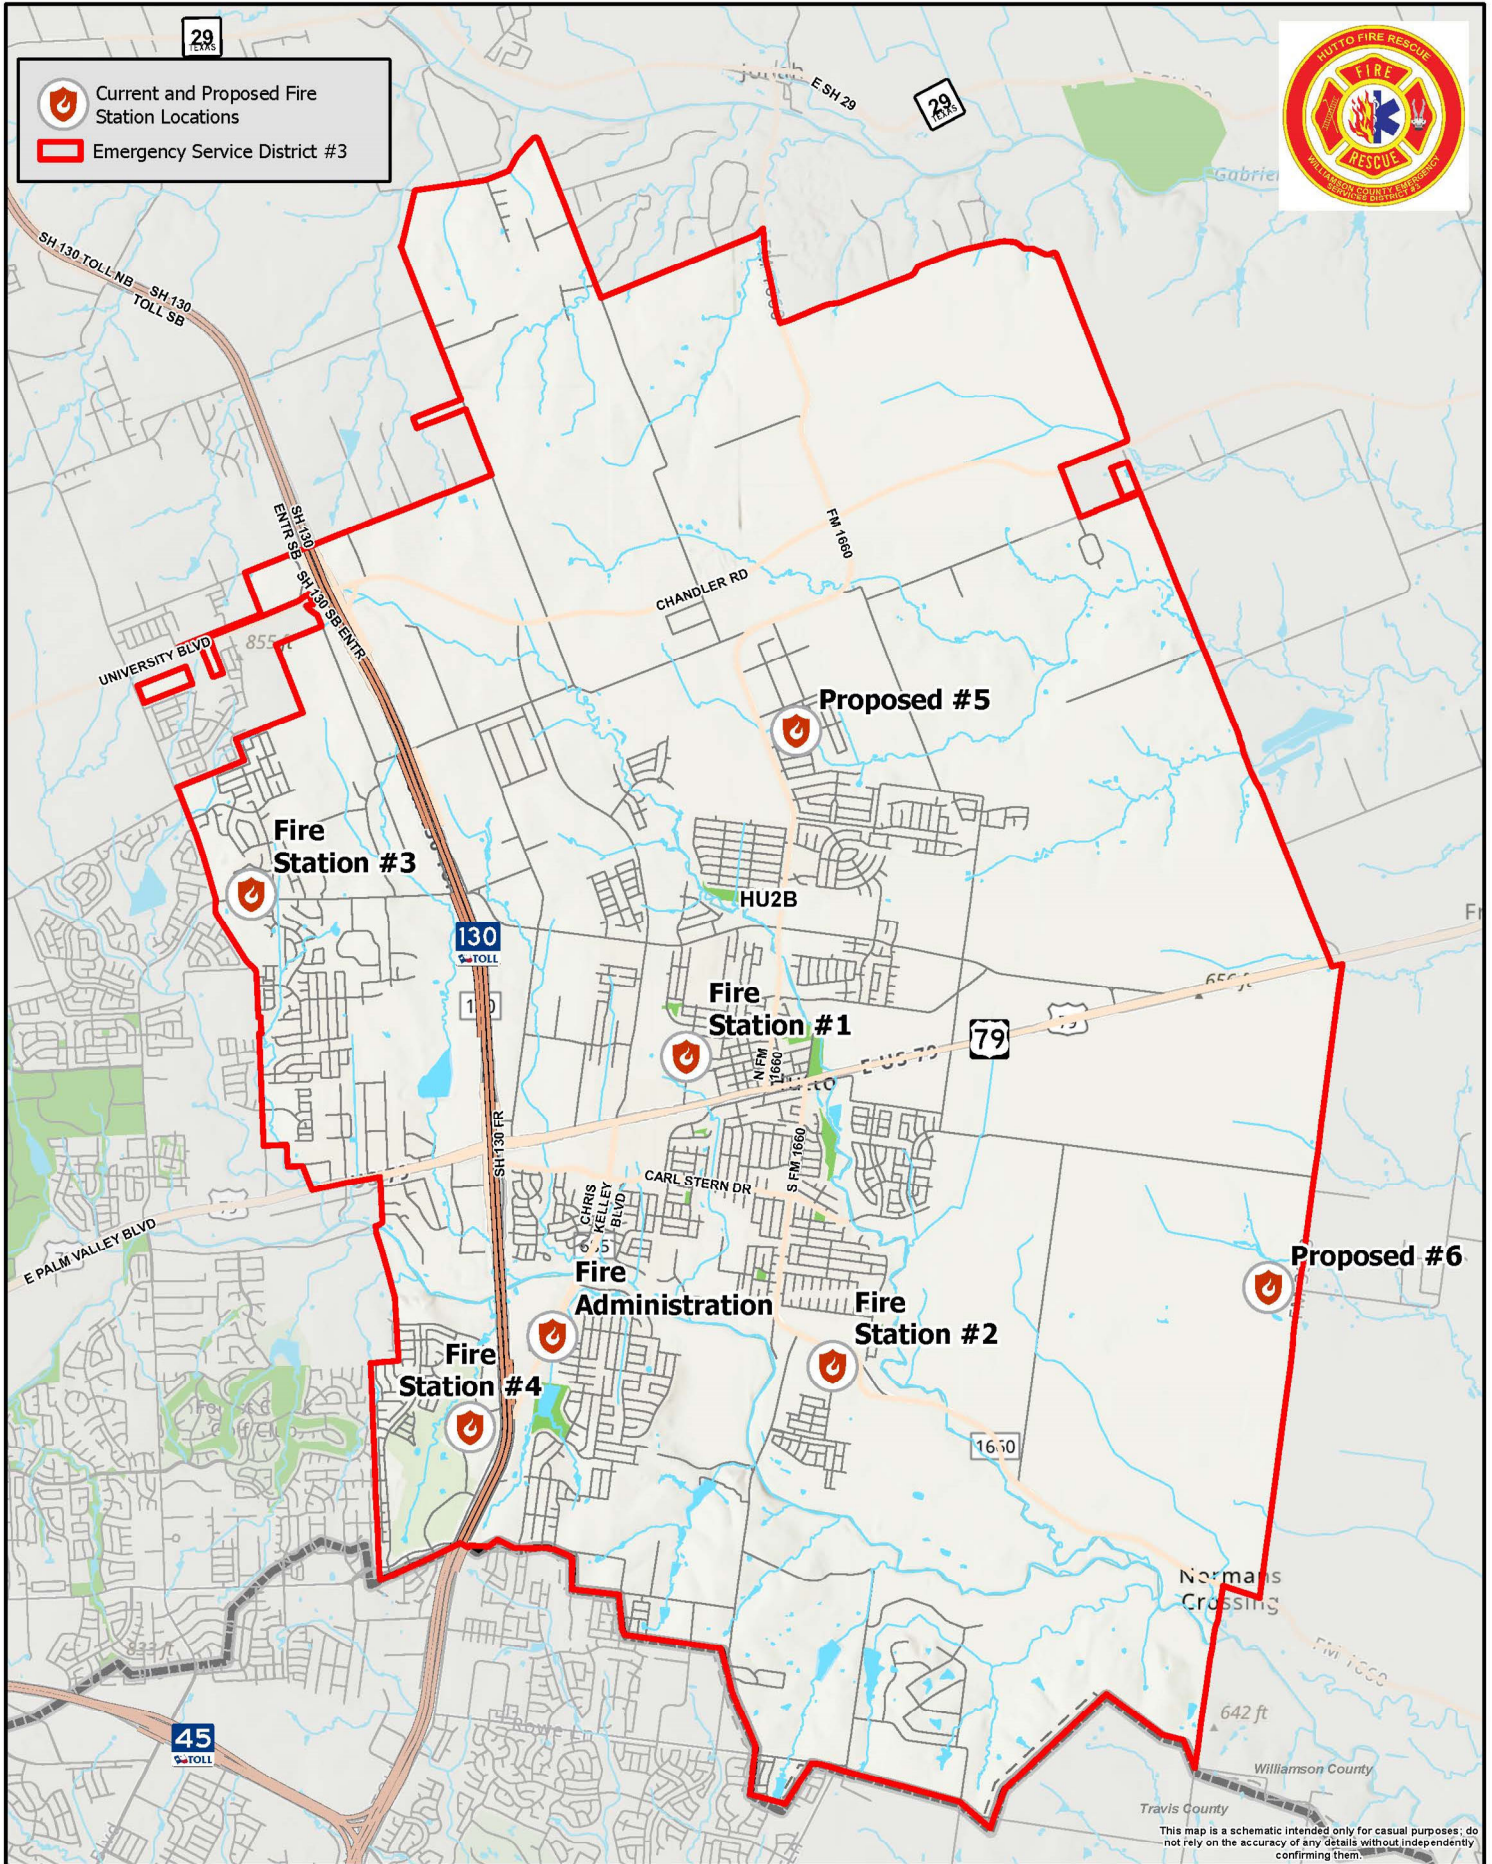 29
TEXAS
Current and Proposed Fire
Station Locations
Emergency Service District #3
E SH 29
29
TEXAS
HUTTO FIRE RESCUE
FIRE
RESCUE
WILLIAMSON COUNTY EMERGENCY
SERVICES DISTRICT #3
SH 130 TOLL NB
SH 130
TOLL SB
SH 130
ENTR SB
SH 130 SB ENTR
FM 1660
CHANDLER RD
UNIVERSITY BLVD
855 ft
Proposed #5
Fire
Station #3
HU2B
130
TOLL
Fire
Station #1
N FM
1660
79
79
E US 79
SH 130 FR
CARL STERN DR
S FM 1660
CHRIS
KELLEY
BLVD
E PALM VALLEY BLVD
Proposed #6
Fire
Administration
Fire
Station #2
Fire
Station #4
Normans
Crossing
FM 1660
833 ft
45
TOLL
642 ft
Williamson County
Travis County
This map is a schematic intended only for casual purposes; do
not rely on the accuracy of any details without independently
confirming them.